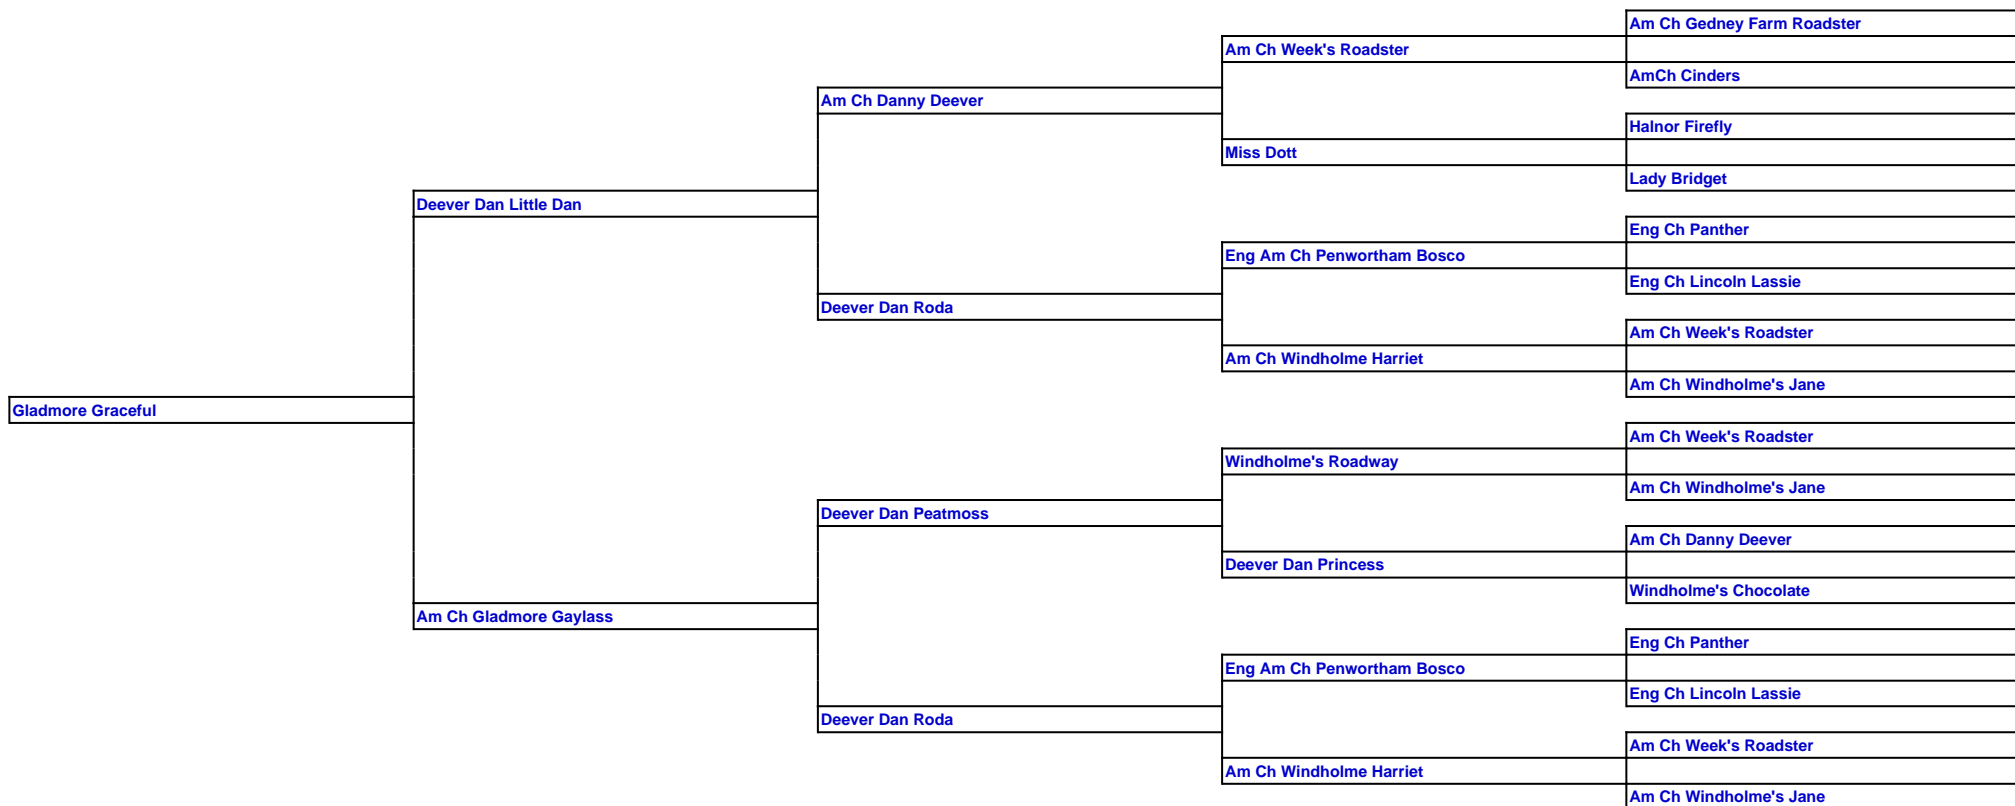 Am Ch Gedney Farm Roadster
Am Ch Week's Roadster
AmCh Cinders
Am Ch Danny Deever
Halnor Firefly
Miss Dott
Lady Bridget
Deever Dan Little Dan
Eng Ch Panther
Eng Am Ch Penwortham Bosco
Eng Ch Lincoln Lassie
Deever Dan Roda
Am Ch Week's Roadster
Am Ch Windholme Harriet
Am Ch Windholme's Jane
Gladmore Graceful
Am Ch Week's Roadster
Windholme's Roadway
Am Ch Windholme's Jane
Deever Dan Peatmoss
Am Ch Danny Deever
Deever Dan Princess
Windholme's Chocolate
Am Ch Gladmore Gaylass
Eng Ch Panther
Eng Am Ch Penwortham Bosco
Eng Ch Lincoln Lassie
Deever Dan Roda
Am Ch Week's Roadster
Am Ch Windholme Harriet
Am Ch Windholme's Jane